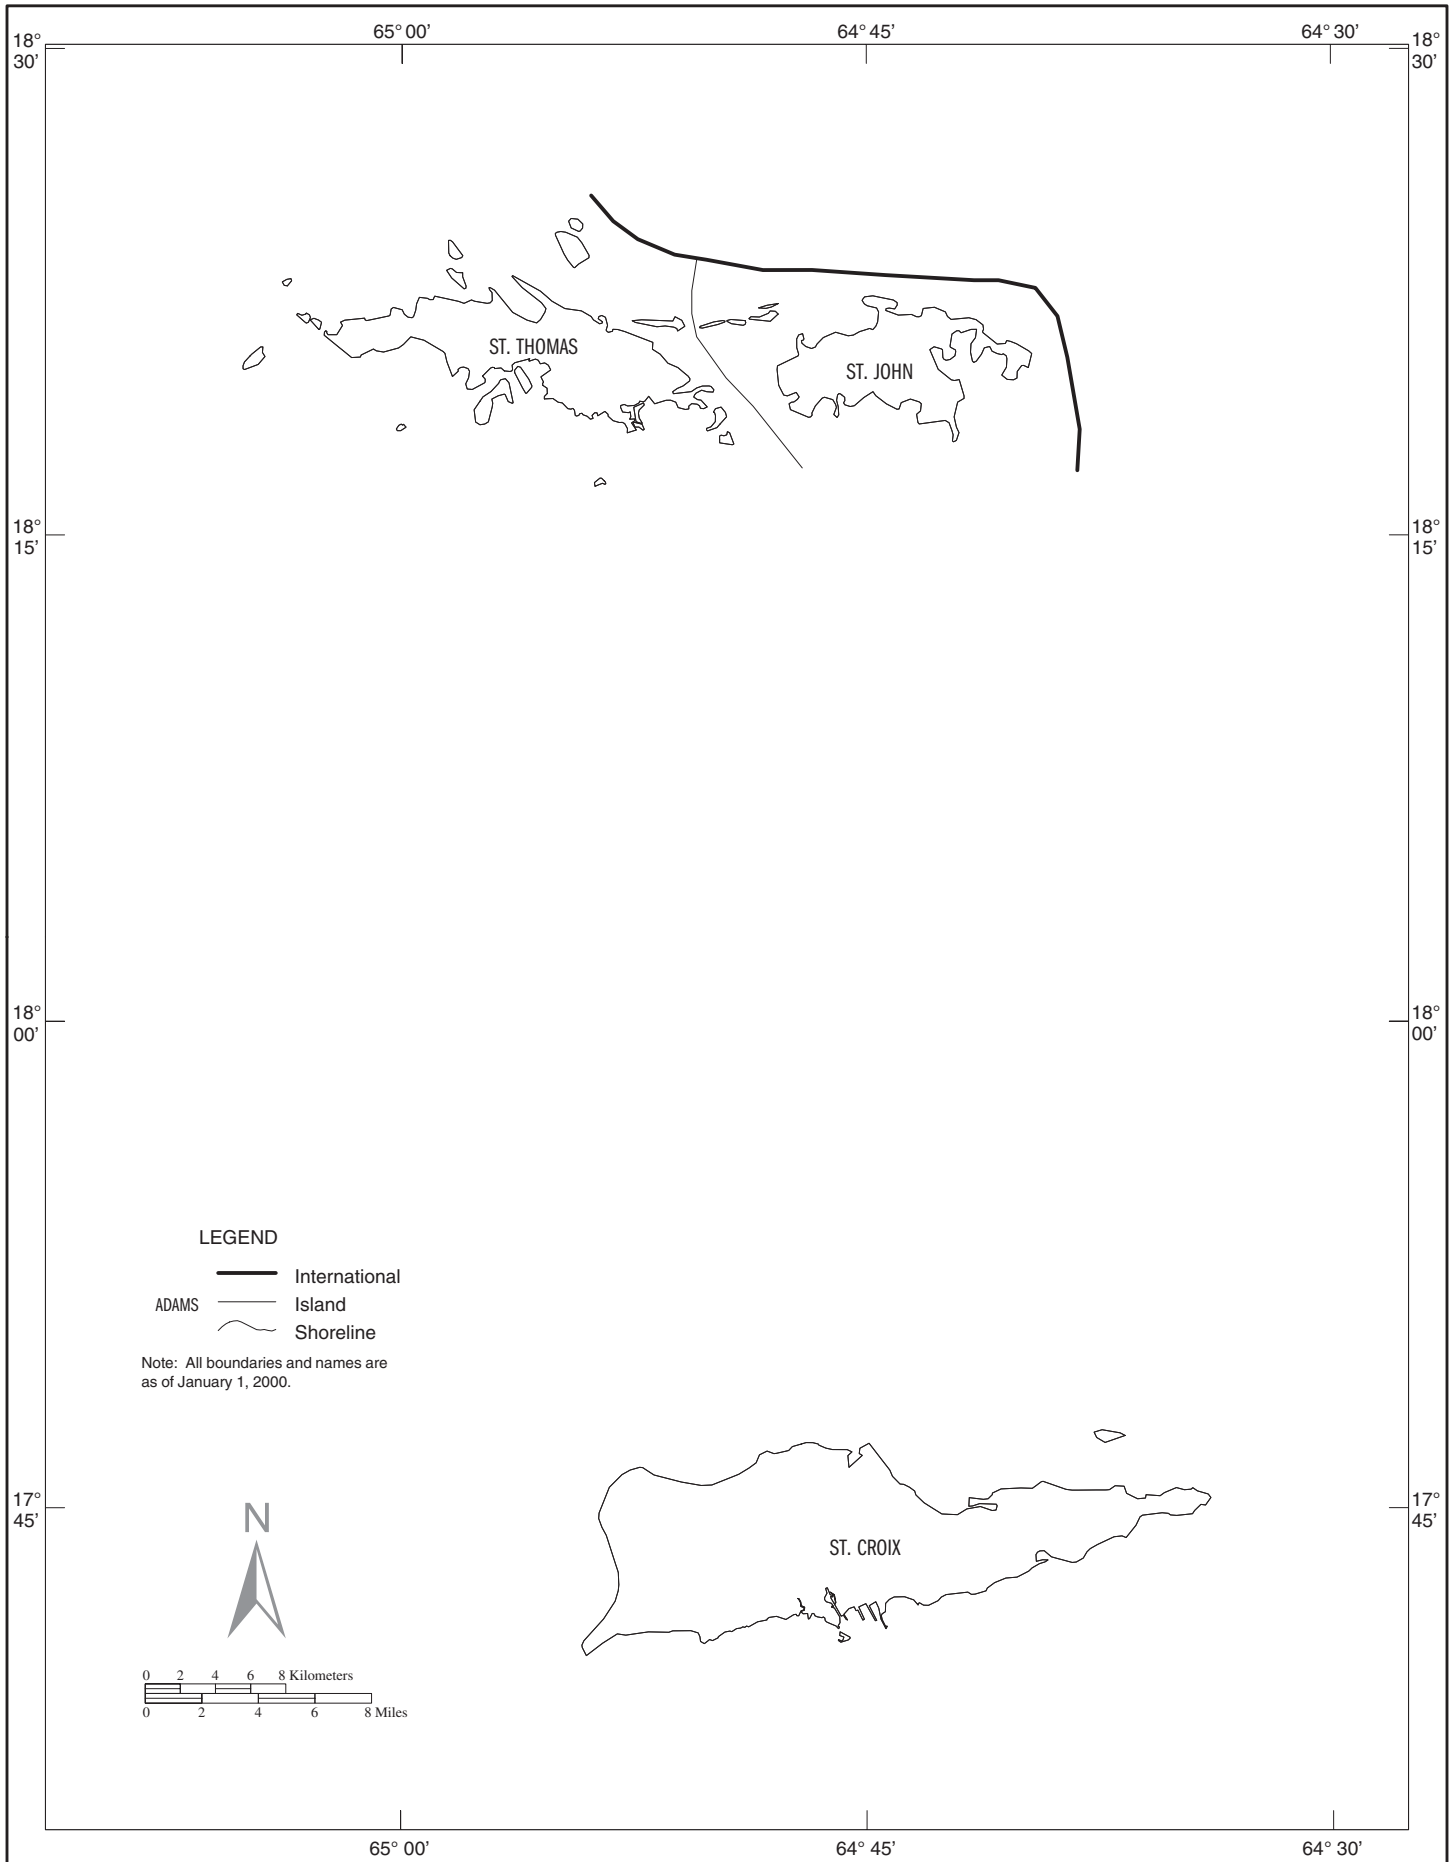 65° 00’
64° 45’
64° 30’
18°
30’
18°
30’
ST. THOMAS
ST. JOHN
18°
15’
18°
15’
18°
00’
18°
00’
LEGEND
International
ADAMS
Island
Shoreline
Note: All boundaries and names are
as of January 1, 2000.
17°
45’
17°
45’
N
ST. CROIX
0 2 4 6 8 Kilometers
0 2 4 6 8 Miles
65° 00’
64° 45’
64° 30’